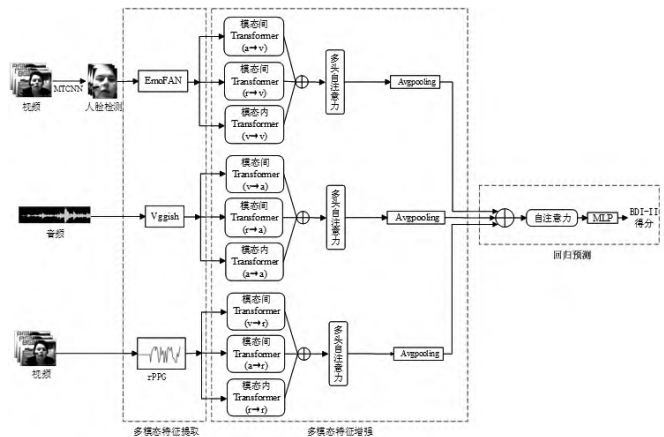 视频
MTCNN
人脸检测
EmoFAN
模态间
Transformer
(a→v)
模态间
Transformer
(r→v)
模态内
Transformer
(v→v)
多头自注意力
Avgpooling
音频
Vggish
模态间
Transformer
(v→a)
模态间
Transformer
(r→a)
模态内
Transformer
(a→a)
多头自注意力
Avgpooling
视频
rPPG
模态间
Transformer
(v→r)
模态间
Transformer
(a→r)
模态内
Transformer
(r→r)
多头自注意力
Avgpooling
自注意力
MLP
BDI-II
得分
回归预测
多模态特征提取
多模态特征增强